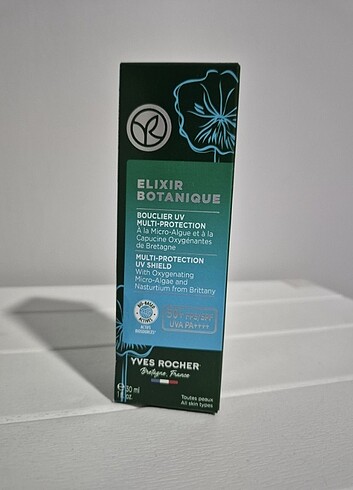 ELIXIR
BOTANIQUE
BOUCLIER UV
MULTI-PROTECTION
À la Micro-Algue et à la
Capucine Oxygénantes
de Bretagne
MULTI-PROTECTION
UV SHIELD
With Oxygenating
Micro-Algae and
Nasturtium from Brittany
UVA PA++++
YVES ROCHER
Bretagne, France
30 ml
Toutes peaux
All skin types